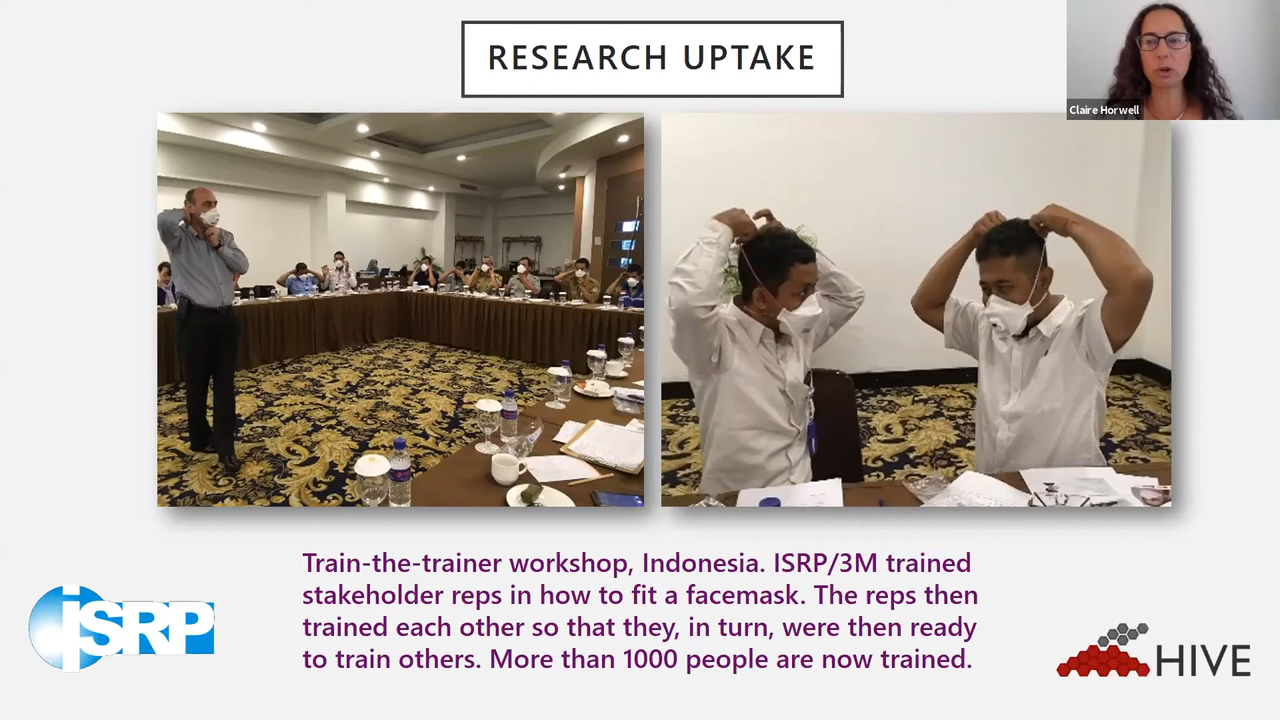 RESEARCH UPTAKE
Claire Horwell
Train-the-trainer workshop, Indonesia. ISRP/3M trained
stakeholder reps in how to fit a facemask. The reps then
trained each other so that they, in turn, were then ready
to train others. More than 1000 people are now trained.
iSRP
HIVE